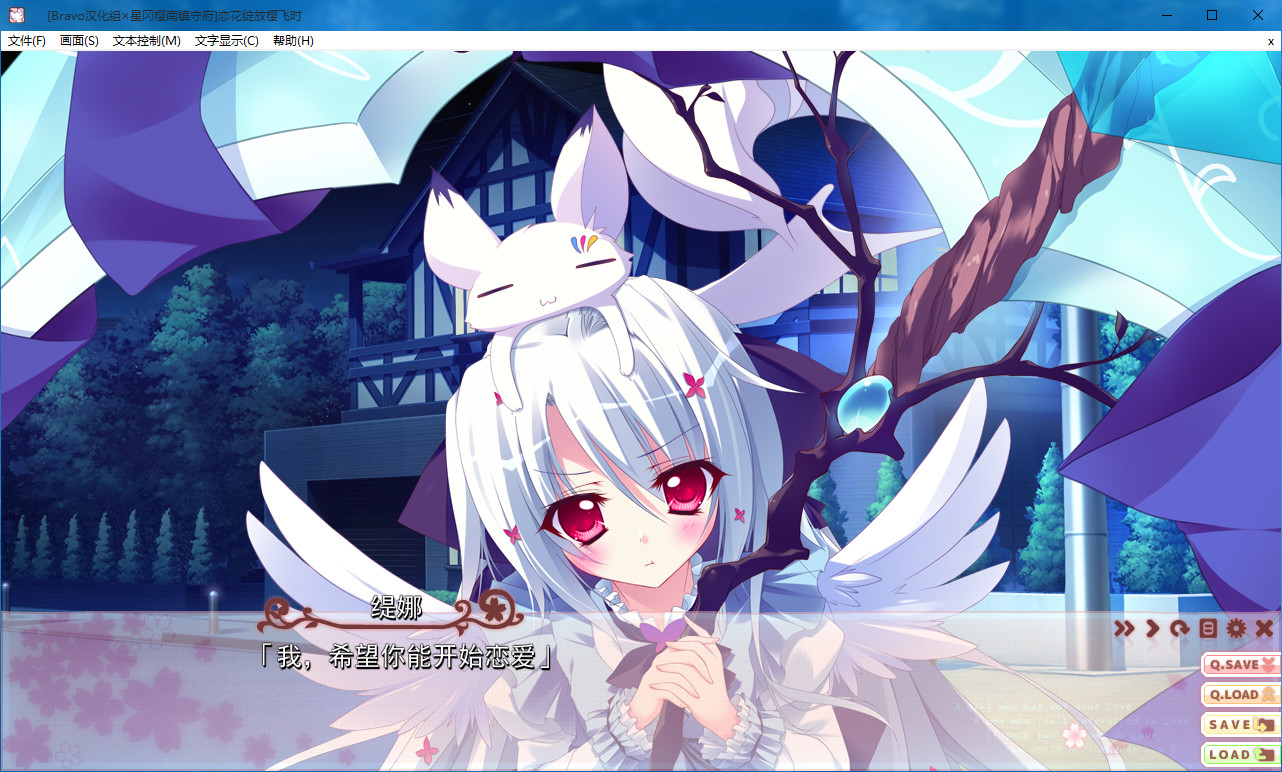 [Bravo汉化组×星冈樱南镇守府]恋花绽放樱飞时
文件(F) 画面(S) 文本控制(M) 文字显示(C) 帮助(H) x
缇娜
「我，希望你能开始恋爱」
Q.SAVE
Q.LOAD
SAVE
LOAD